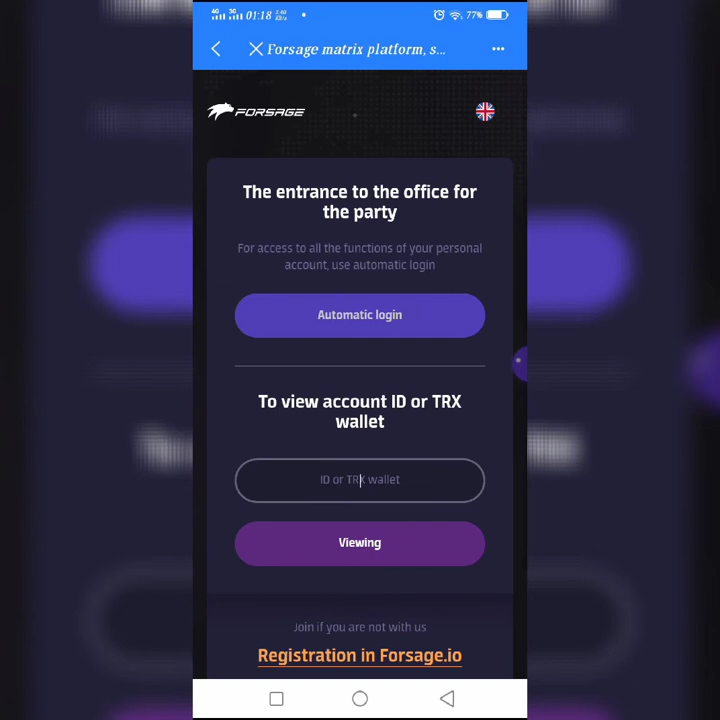 4G 3G 01:18 77%
Forsage matrix platform, s...
FORSAGE
The entrance to the office for
the party
For access to all the functions of your personal
account, use automatic login
Automatic login
To view account ID or TRX
wallet
ID or TRX wallet
Viewing
Join if you are not with us
Registration in Forsage.io